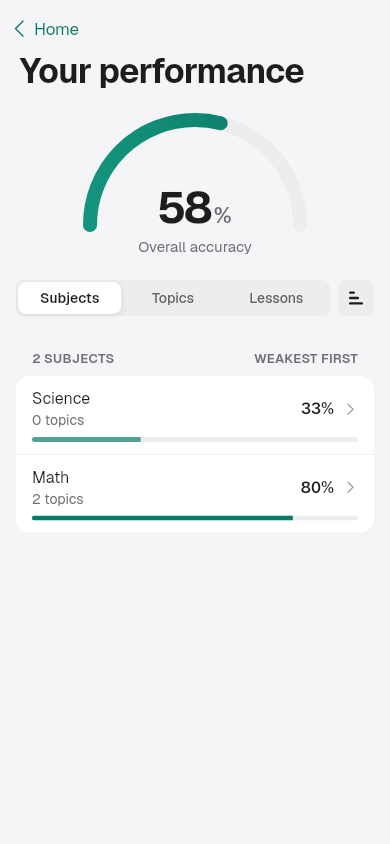 Home
Your performance
58%
Overall accuracy
Subjects
Topics
Lessons
2 SUBJECTS
WEAKEST FIRST
Science
0 topics
33%
Math
2 topics
80%